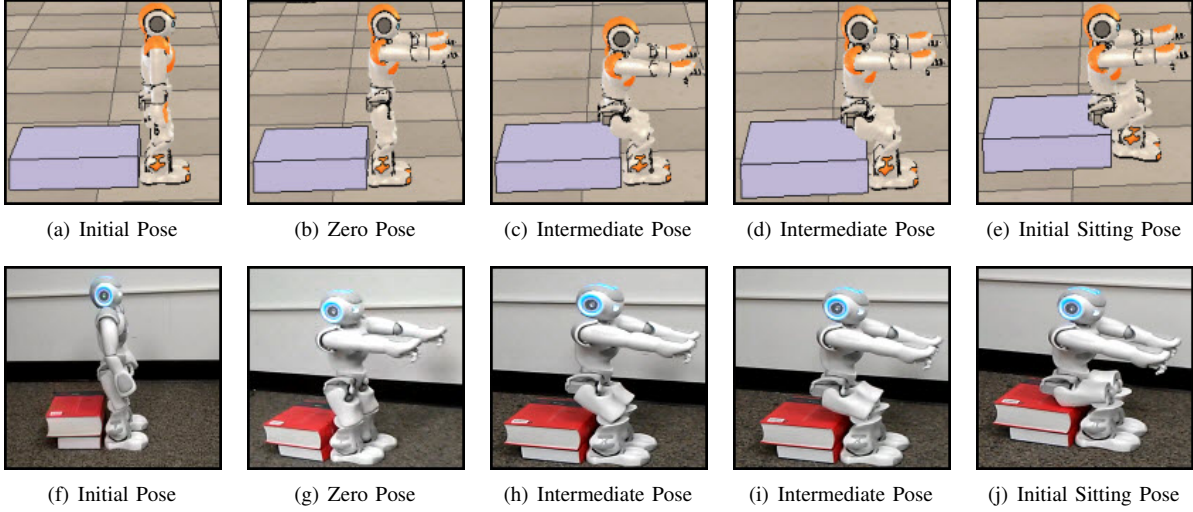 (a) Initial Pose
(b) Zero Pose
(c) Intermediate Pose
(d) Intermediate Pose
(e) Initial Sitting Pose
(f) Initial Pose
(g) Zero Pose
(h) Intermediate Pose
(i) Intermediate Pose
(j) Initial Sitting Pose